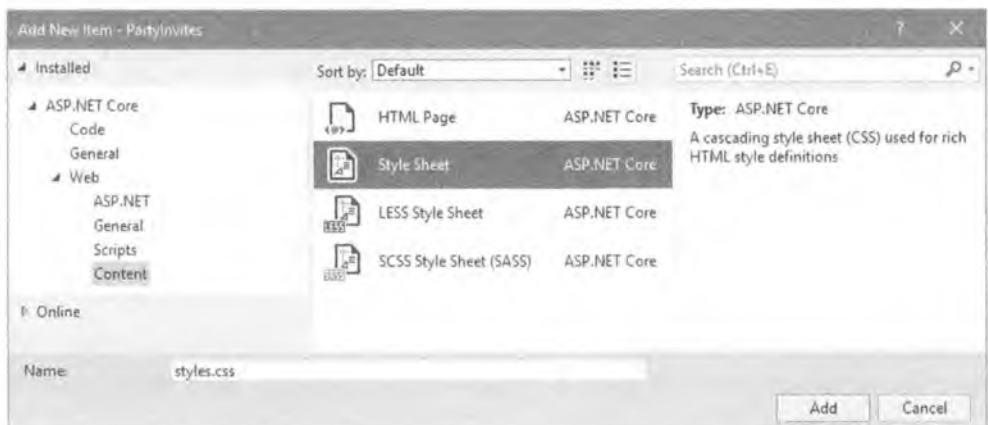 Add New Item - PartyInvites
? ×
Installed
ASP.NET Core
Code
General
Web
ASP.NET
General
Scripts
Content
Online
Sort by: Default
Search (Ctrl+E)
HTML Page ASP.NET Core
Style Sheet ASP.NET Core
LESS Style Sheet ASP.NET Core
SCSS Style Sheet (SASS) ASP.NET Core
Type: ASP.NET Core
A cascading style sheet (CSS) used for rich
HTML style definitions
Name: styles.css
Add Cancel